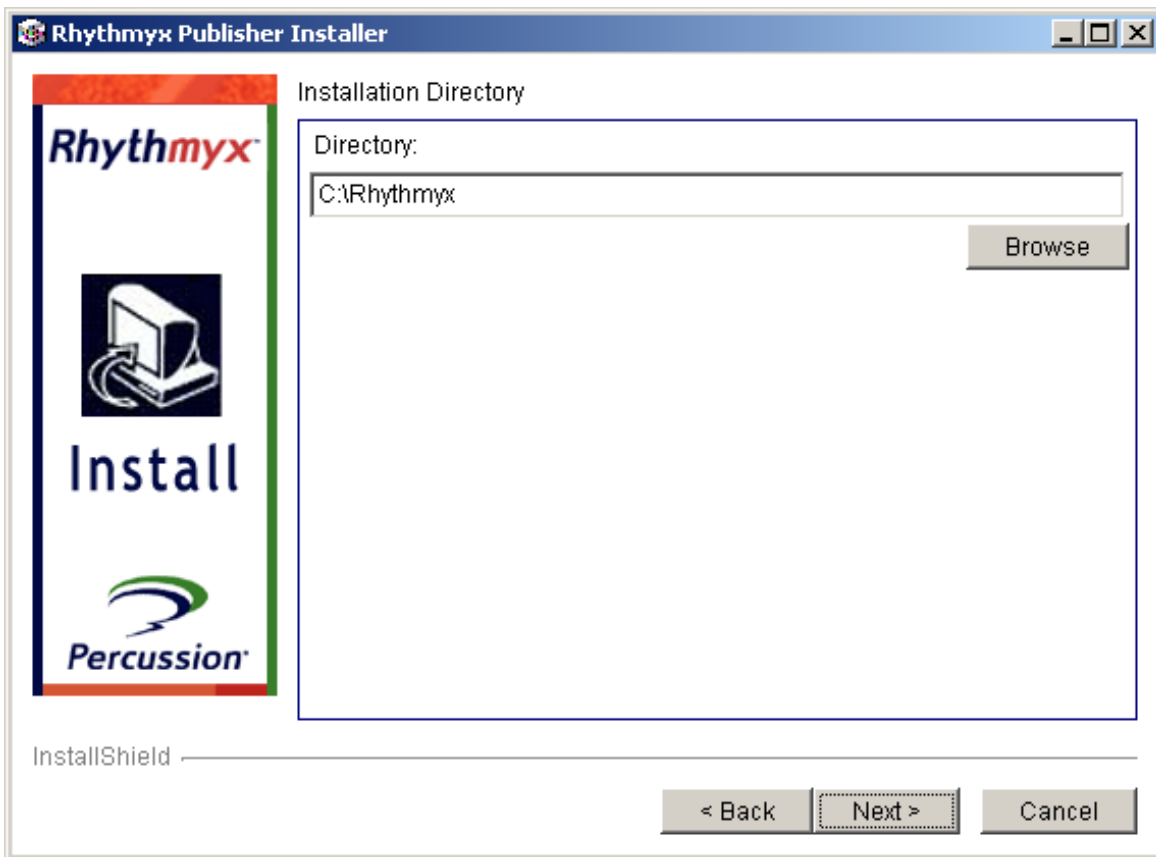 Rhythmyx Publisher Installer
Rhythmyx
Install
Percussion
Installation Directory
Directory:
C:\Rhythmyx
Browse
InstallShield
< Back
Next >
Cancel